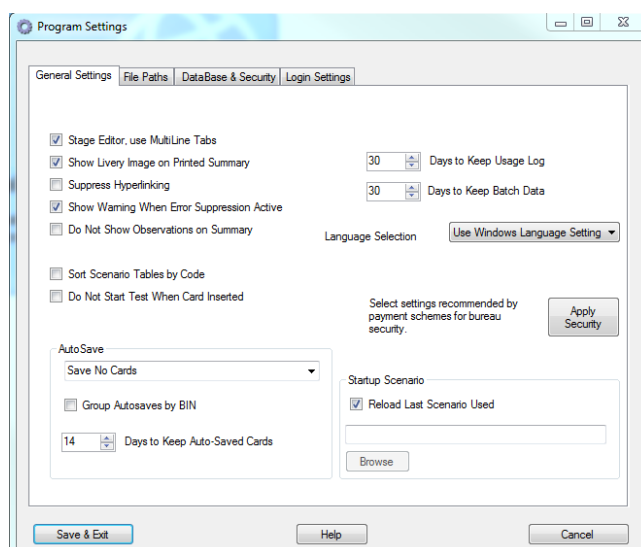 Program Settings
General Settings File Paths DataBase & Security Login Settings
Stage Editor, use MultiLine Tabs
Show Livery Image on Printed Summary
30 Days to Keep Usage Log
Suppress Hyperlinking
30 Days to Keep Batch Data
Show Warning When Error Suppression Active
Do Not Show Observations on Summary
Language Selection Use Windows Language Setting
Sort Scenario Tables by Code
Do Not Start Test When Card Inserted
Select settings recommended by
payment schemes for bureau
security.
Apply
Security
AutoSave
Save No Cards
Group Autosaves by BIN
14 Days to Keep Auto-Saved Cards
Startup Scenario
Reload Last Scenario Used
Browse
Save & Exit Help Cancel